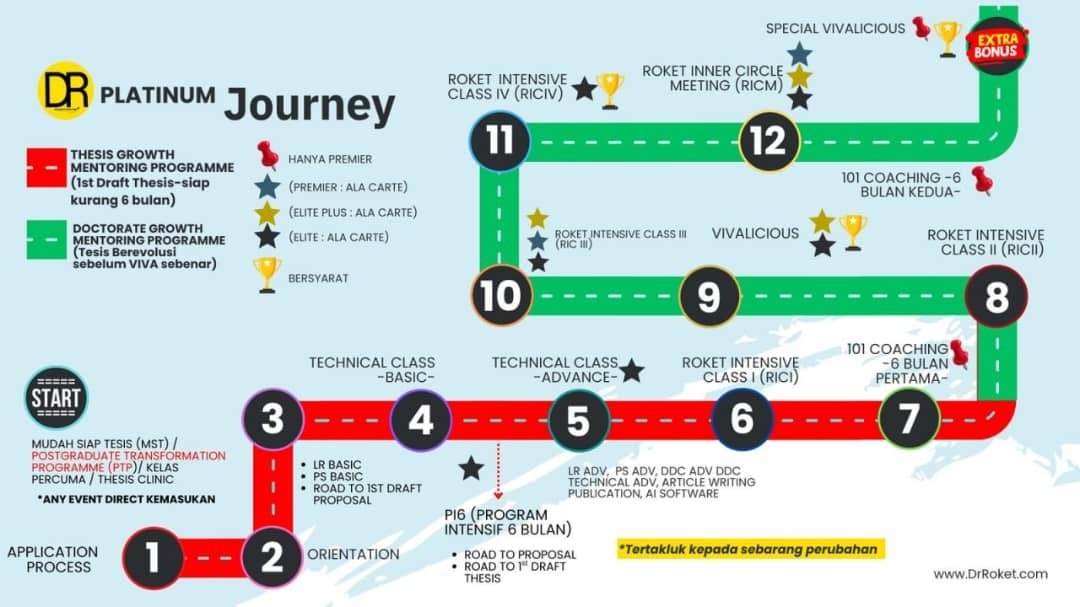 DR PLATINUM Journey
THESIS GROWTH
MENTORING PROGRAMME
(1st Draft Thesis-siap
kurang 6 bulan)
DOCTORATE GROWTH
MENTORING PROGRAMME
(Tesis Berevolusi
sebelum VIVA sebenar)
HANYA PREMIER
(PREMIER : ALA CARTE)
(ELITE PLUS : ALA CARTE)
(ELITE : ALA CARTE)
BERSYARAT
SPECIAL VIVALICIOUS
EXTRA
BONUS
ROKET INTENSIVE
CLASS IV (RICIV)
11
ROKET INNER CIRCLE
MEETING (RICM)
12
101 COACHING -6
BULAN KEDUA-
ROKET INTENSIVE CLASS III
(RIC III)
10
VIVALICIOUS
9
ROKET INTENSIVE
CLASS II (RICII)
8
START
MUDAH SIAP TESIS (MST) /
POSTGRADUATE TRANSFORMATION
PROGRAMME (PTP)/ KELAS
PERCUMA / THESIS CLINIC
*ANY EVENT DIRECT KEMASUKAN
3
TECHNICAL CLASS
-BASIC-
4
TECHNICAL CLASS
-ADVANCE-
5
ROKET INTENSIVE
CLASS I (RICI)
6
101 COACHING
-6 BULAN
PERTAMA-
7
• LR BASIC
• PS BASIC
• ROAD TO 1ST DRAFT
PROPOSAL
LR ADV, PS ADV, DDC ADV DDC
TECHNICAL ADV, ARTICLE WRITING
PUBLICATION, AI SOFTWARE
PI6 (PROGRAM
INTENSIF 6 BULAN)
• ROAD TO PROPOSAL
• ROAD TO 1st DRAFT
THESIS
APPLICATION
PROCESS
1
2
ORIENTATION
*Tertakluk kepada sebarang perubahan
www.DrRoket.com